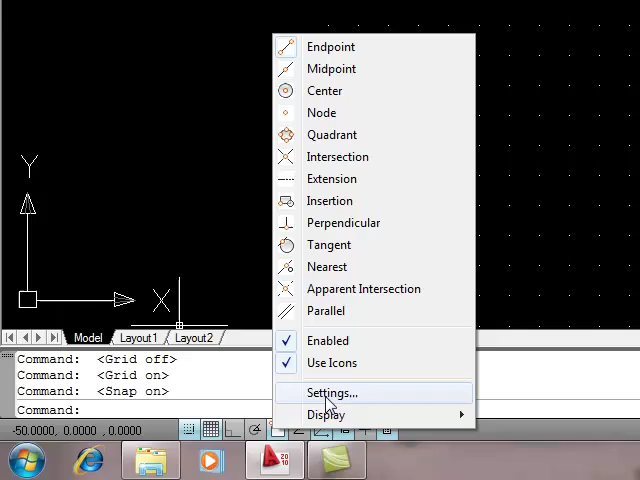 Endpoint
Midpoint
Center
Node
Quadrant
Intersection
Extension
Insertion
Perpendicular
Tangent
Nearest
Apparent Intersection
Parallel
Enabled
Use Icons
Settings...
Display
Y
X
Model
Layout1
Layout2
Command: <Grid off>
Command: <Grid on>
Command: <Snap on>
Command:
-50.0000, 0.0000 , 0.0000
2010